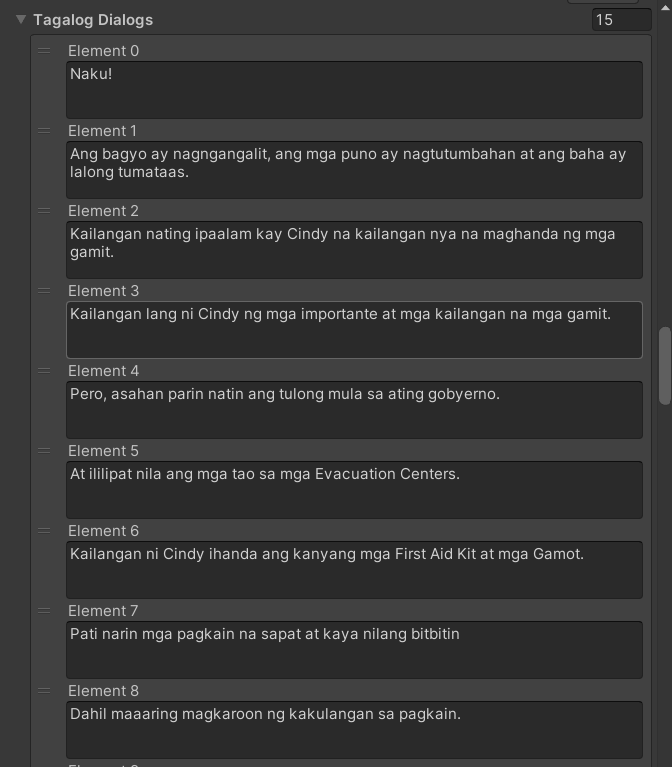 Tagalog Dialogs
15
Element 0
Naku!
Element 1
Ang bagyo ay nagngangalit, ang mga puno ay nagtutumbahan at ang baha ay
lalong tumataas.
Element 2
Kailangan nating ipaalam kay Cindy na kailangan nya na maghanda ng mga
gamit.
Element 3
Kailangan lang ni Cindy ng mga importante at mga kailangan na mga gamit.
Element 4
Pero, asahan parin natin ang tulong mula sa ating gobyerno.
Element 5
At ililipat nila ang mga tao sa mga Evacuation Centers.
Element 6
Kailangan ni Cindy ihanda ang kanyang mga First Aid Kit at mga Gamot.
Element 7
Pati narin mga pagkain na sapat at kaya nilang bitbitin
Element 8
Dahil maaaring magkaroon ng kakulangan sa pagkain.